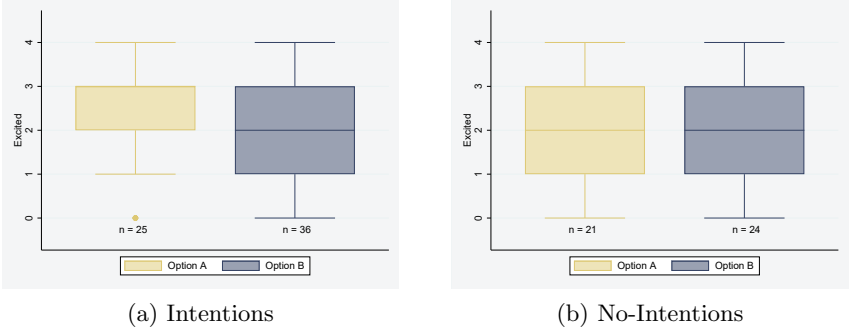 Excited
4
3
2
1
0
n = 25
n = 36
Option A
Option B
(a) Intentions
Excited
4
3
2
1
0
n = 21
n = 24
Option A
Option B
(b) No-Intentions